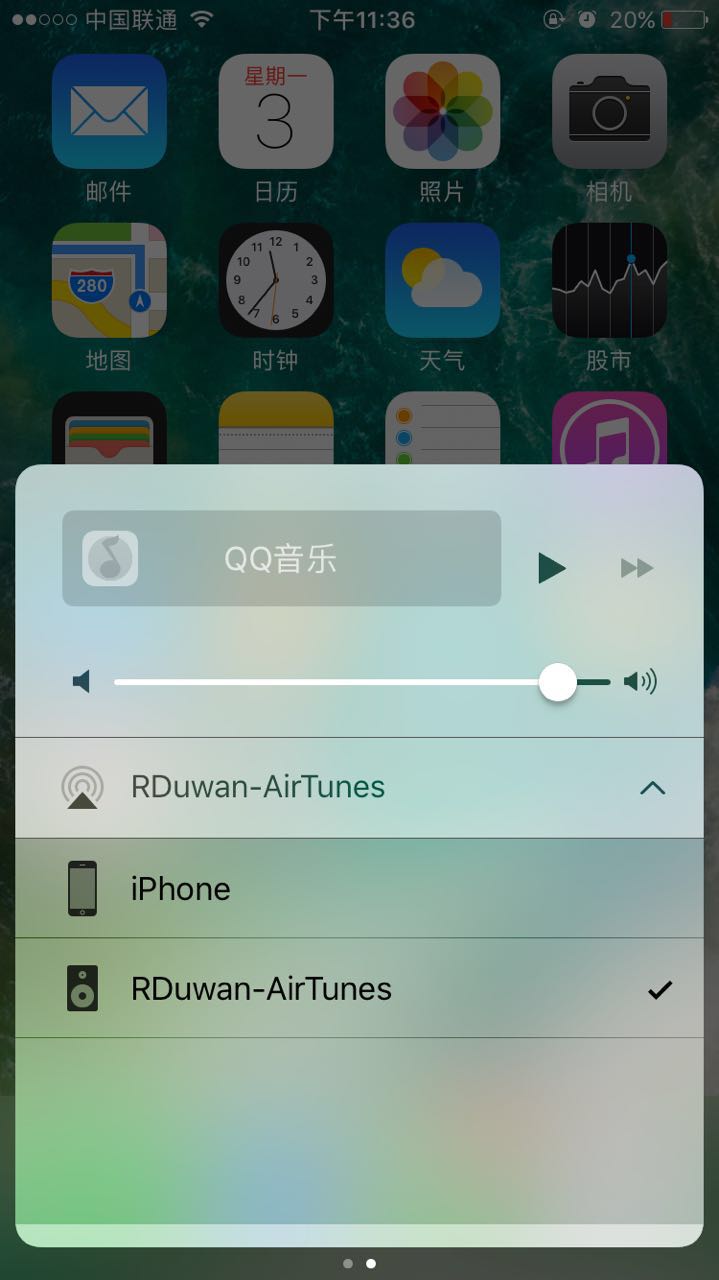 中国联通 下午11:36 20%
星期一
3
邮件 日历 照片 相机
280
12
11 1
10 2
9 3
8 4
7 5
6
地图 时钟 天气 股市
QQ音乐
RDuwan-AirTunes
iPhone
RDuwan-AirTunes